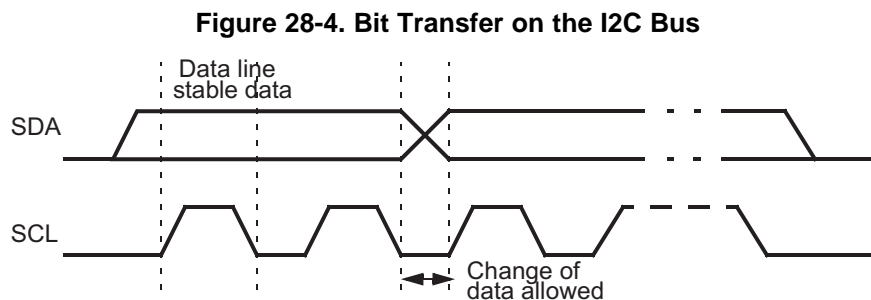 Figure 28-4. Bit Transfer on the I2C Bus
Data line
stable data
SDA
SCL
Change of
data allowed